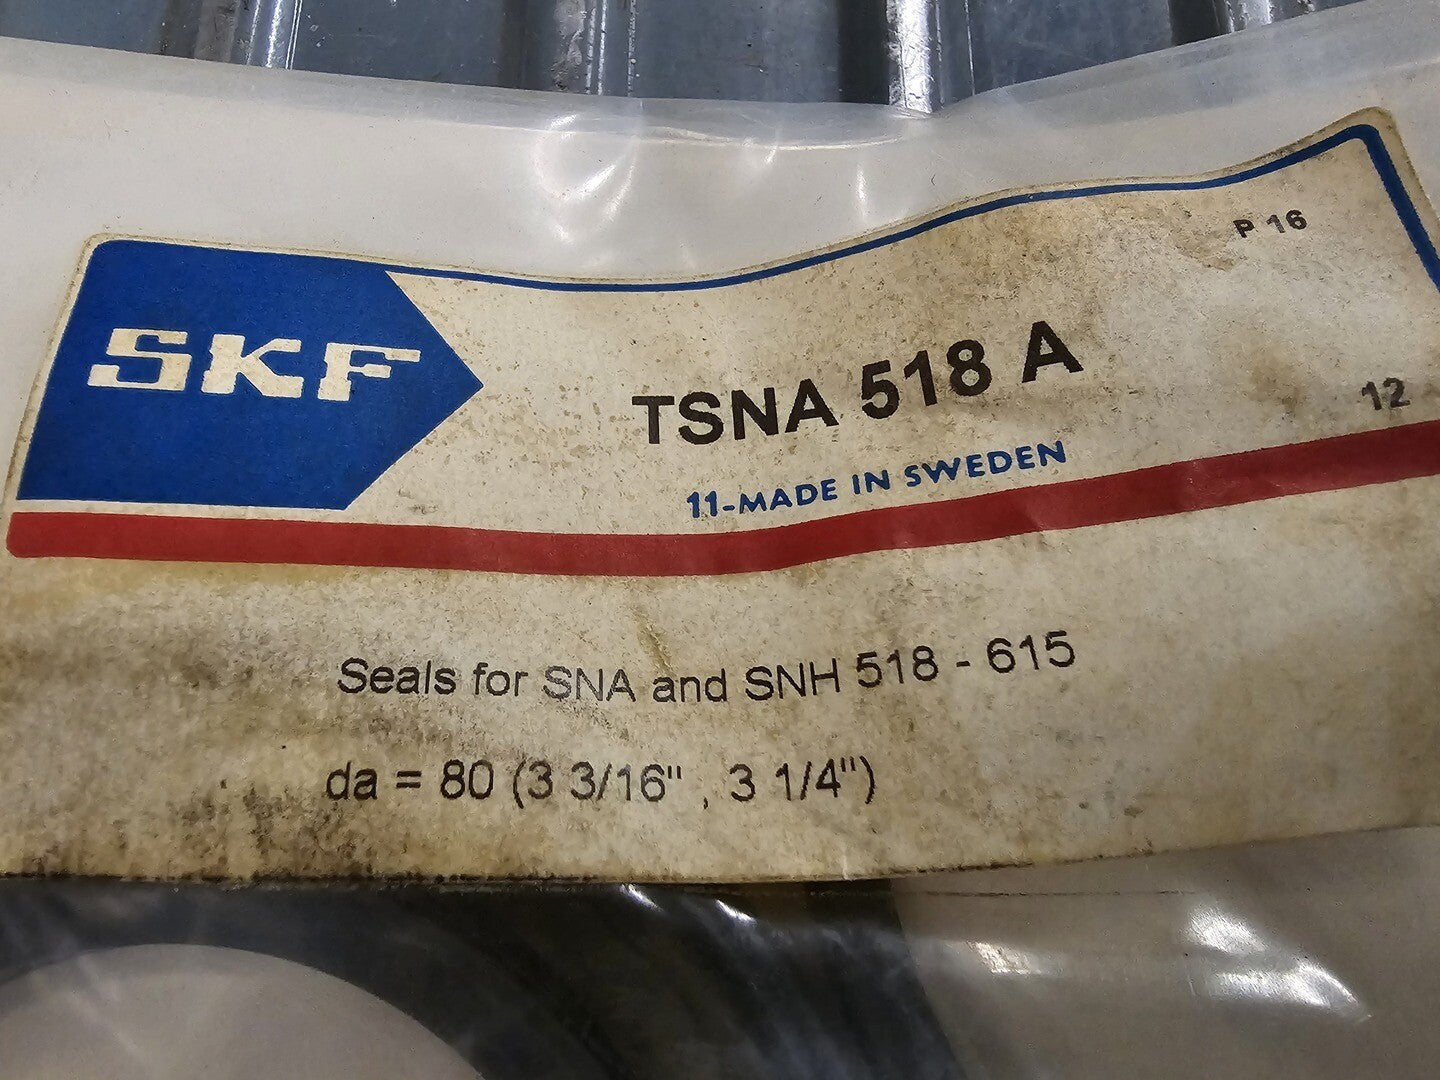 P 16
SKF
TSNA 518 A
12
11-MADE IN SWEDEN
Seals for SNA and SNH 518 - 615
da = 80 (3 3/16" , 3 1/4")